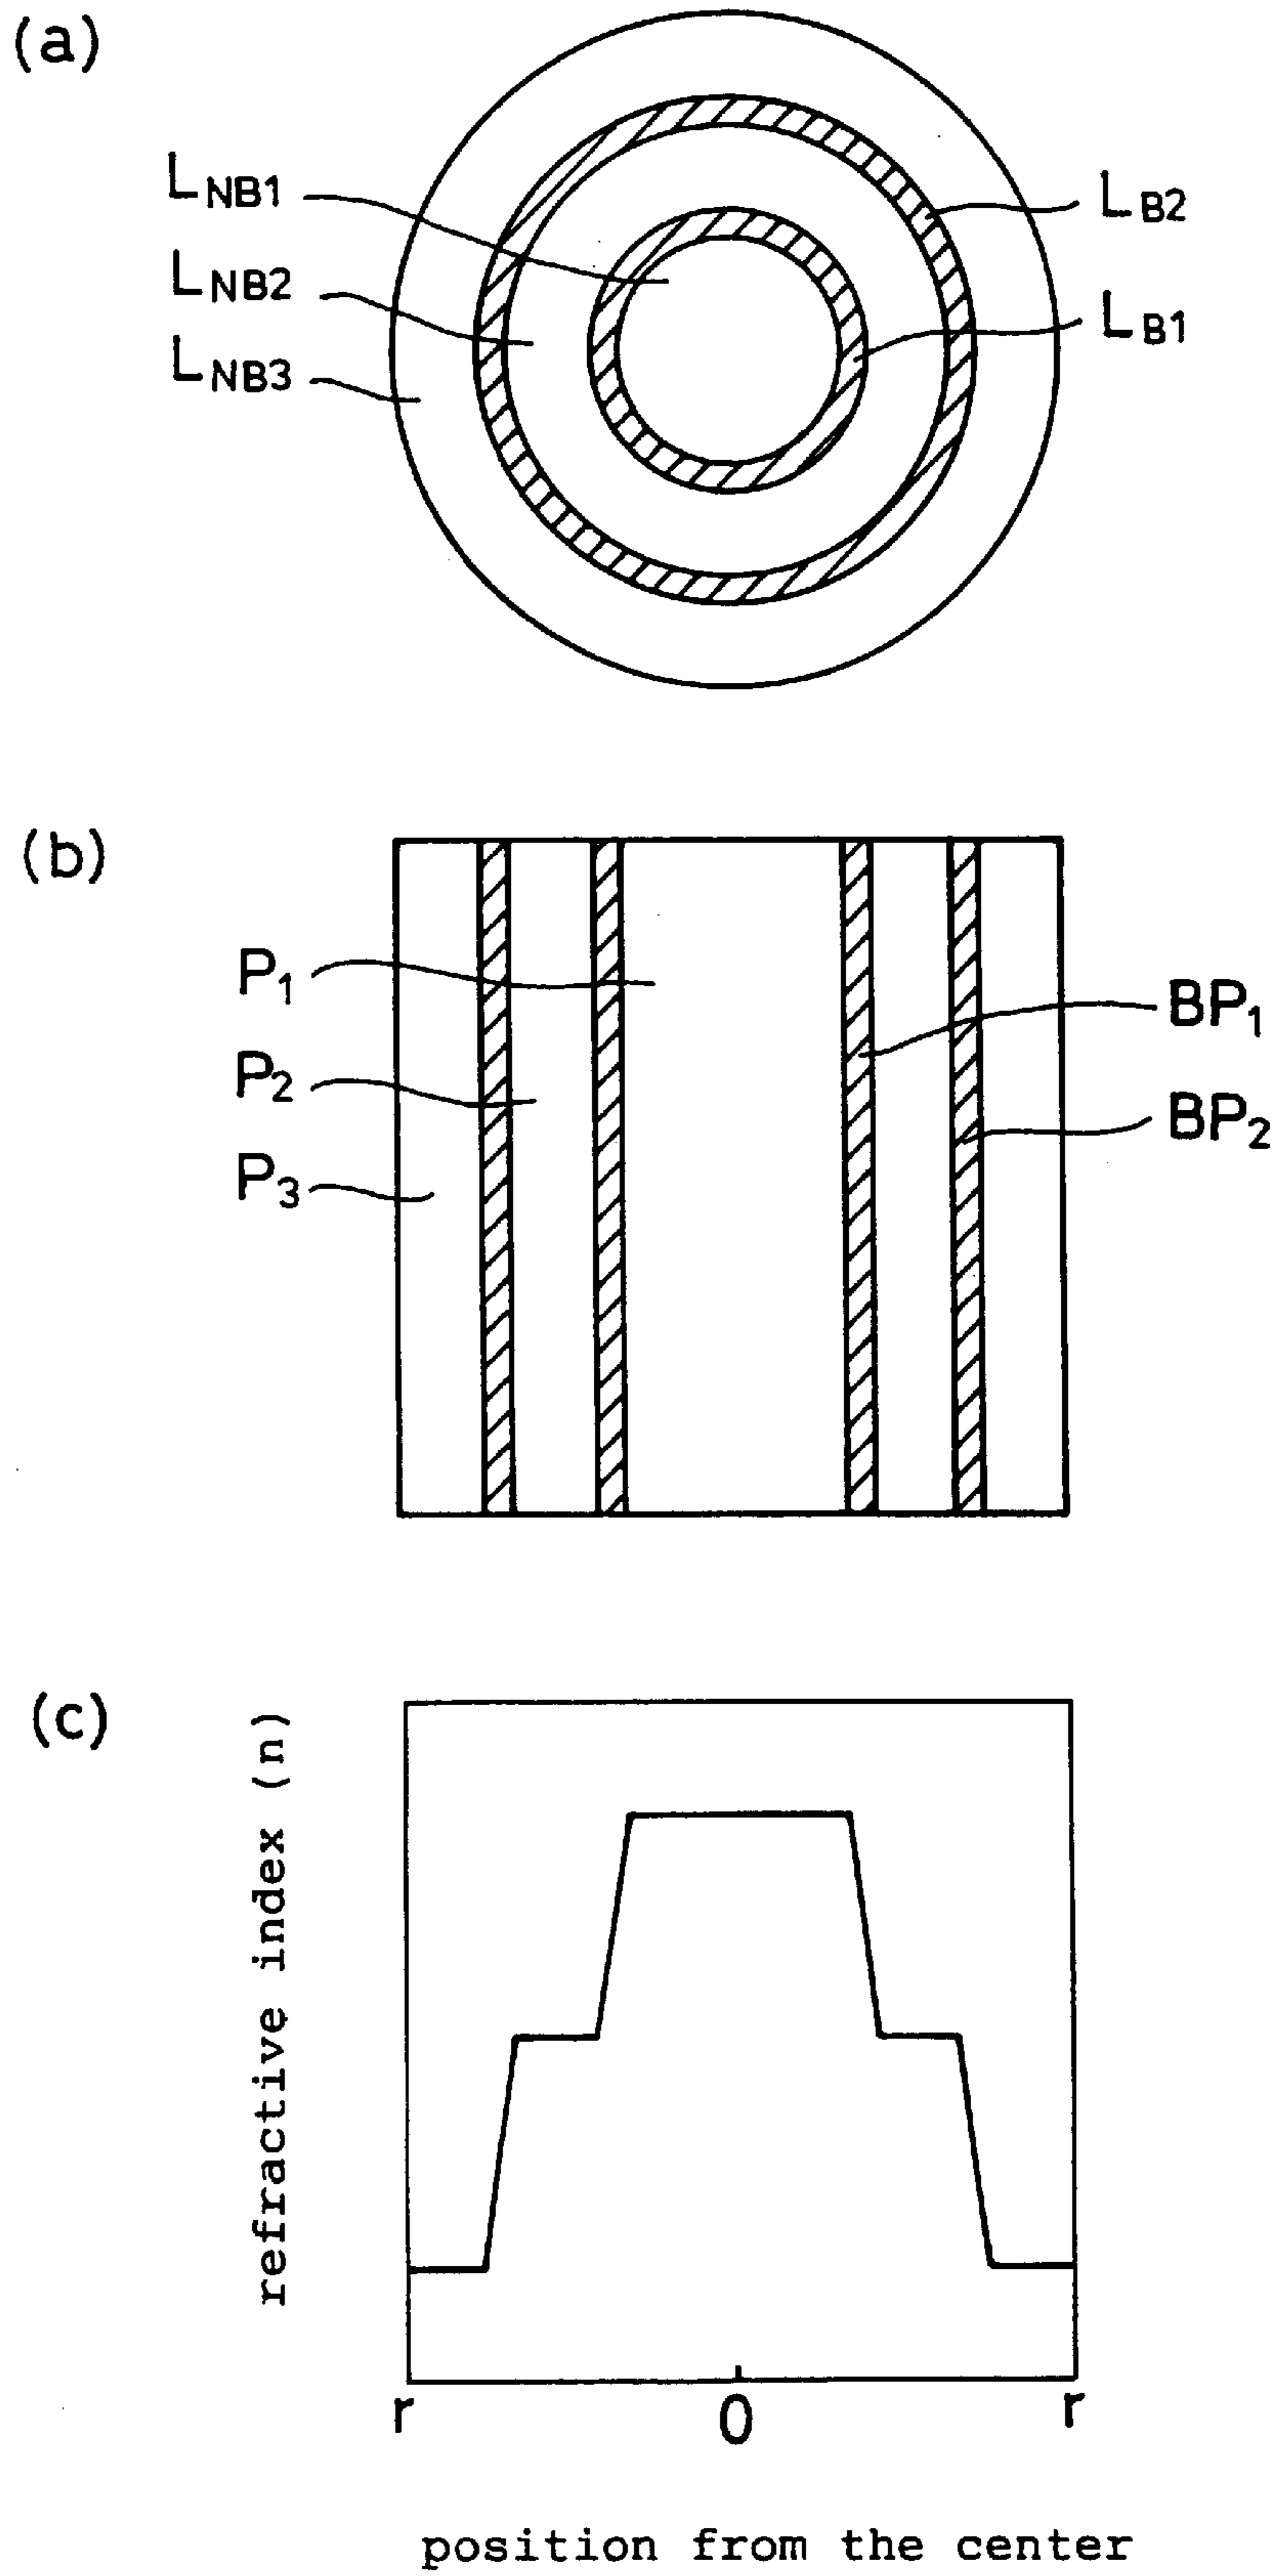 (a)
LNB1
LNB2
LNB3
LB2
LB1
(b)
P1
P2
P3
BP1
BP2
(c)
refractive index (n)
r
0
r
position from the center